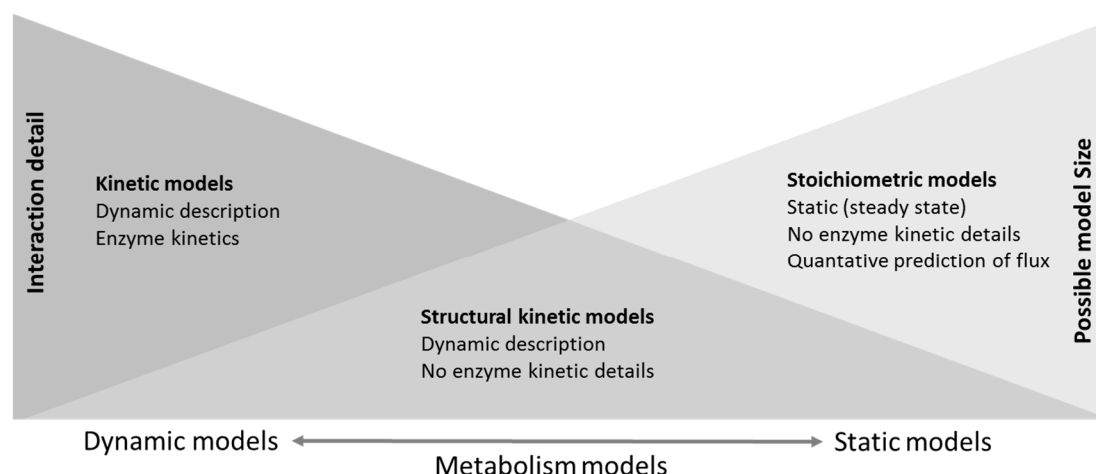 Interaction detail
Kinetic models
Dynamic description
Enzyme kinetics
Structural kinetic models
Dynamic description
No enzyme kinetic details
Stoichiometric models
Static (steady state)
No enzyme kinetic details
Quantative prediction of flux
Possible model Size
Dynamic models
Static models
Metabolism models